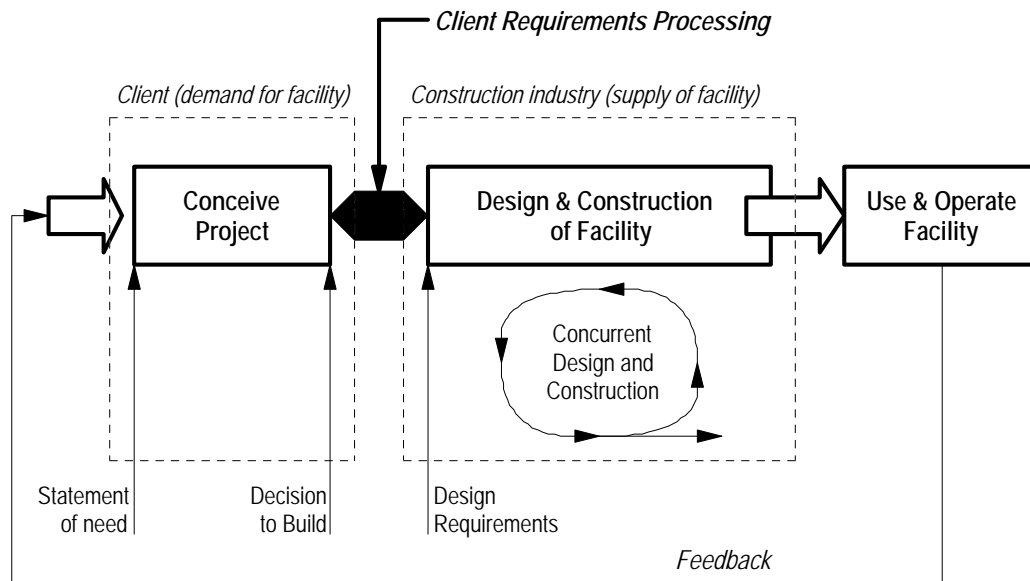 Client Requirements Processing
Client (demand for facility)
Construction industry (supply of facility)
Conceive
Project
Design & Construction
of Facility
Use & Operate
Facility
Concurrent
Design and
Construction
Statement
of need
Decision
to Build
Design
Requirements
Feedback